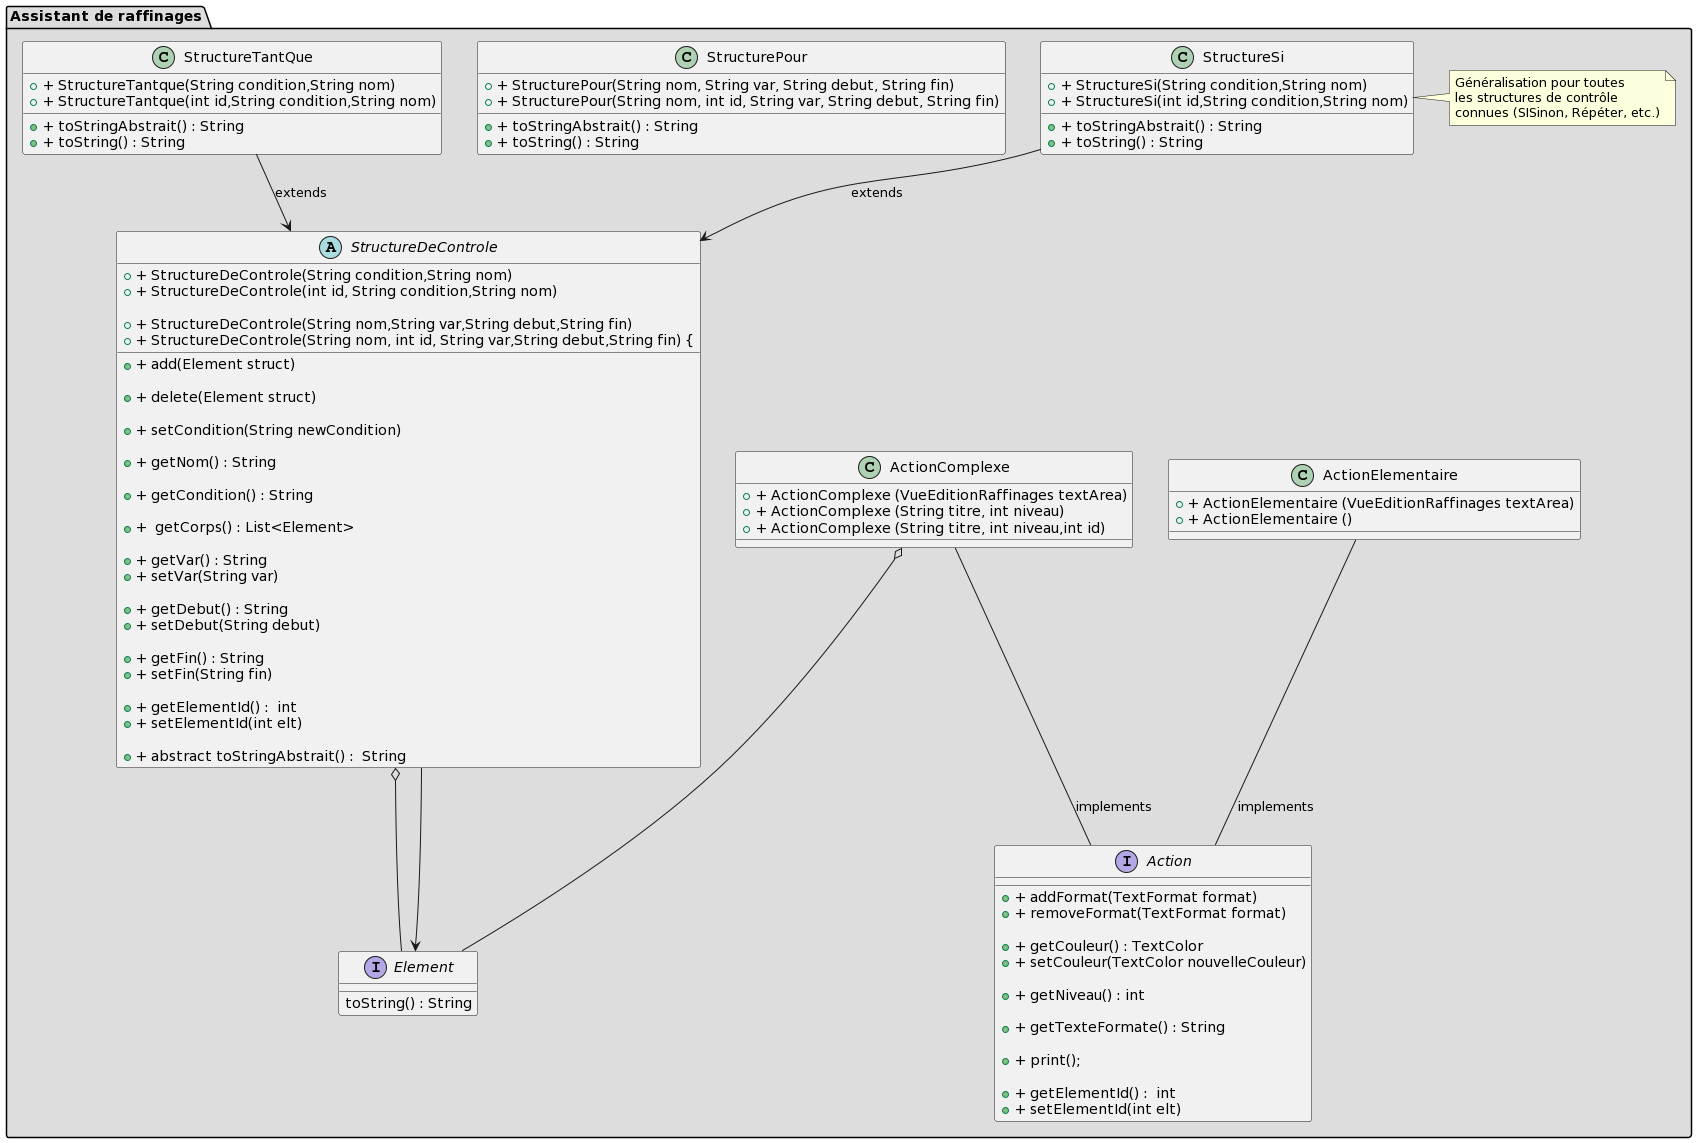 Assistant de raffinages
C StructureTantQue
+ StructureTantque(String condition,String nom)
+ StructureTantque(int id,String condition,String nom)
+ toStringAbstrait() : String
+ toString() : String
C StructurePour
+ StructurePour(String nom, String var, String debut, String fin)
+ StructurePour(String nom, int id, String var, String debut, String fin)
+ toStringAbstrait() : String
+ toString() : String
C StructureSi
+ StructureSi(String condition,String nom)
+ StructureSi(int id,String condition,String nom)
+ toStringAbstrait() : String
+ toString() : String
Généralisation pour toutes
les structures de contrôle
connues (SISinon, Répéter, etc.)
extends
extends
A StructureDeControle
+ StructureDeControle(String condition,String nom)
+ StructureDeControle(int id, String condition,String nom)
+ StructureDeControle(String nom,String var,String debut,String fin)
+ StructureDeControle(String nom, int id, String var,String debut,String fin) {
+ add(Element struct)
+ delete(Element struct)
+ setCondition(String newCondition)
+ getNom() : String
+ getCondition() : String
+  getCorps() : List<Element>
+ getVar() : String
+ setVar(String var)
+ getDebut() : String
+ setDebut(String debut)
+ getFin() : String
+ setFin(String fin)
+ getElementId() :  int
+ setElementId(int elt)
+ abstract toStringAbstrait() :  String
C ActionComplexe
+ ActionComplexe (VueEditionRaffinages textArea)
+ ActionComplexe (String titre, int niveau)
+ ActionComplexe (String titre, int niveau,int id)
C ActionElementaire
+ ActionElementaire (VueEditionRaffinages textArea)
+ ActionElementaire ()
implements
implements
I Action
+ addFormat(TextFormat format)
+ removeFormat(TextFormat format)
+ getCouleur() : TextColor
+ setCouleur(TextColor nouvelleCouleur)
+ getNiveau() : int
+ getTexteFormate() : String
+ print();
+ getElementId() :  int
+ setElementId(int elt)
I Element
toString() : String